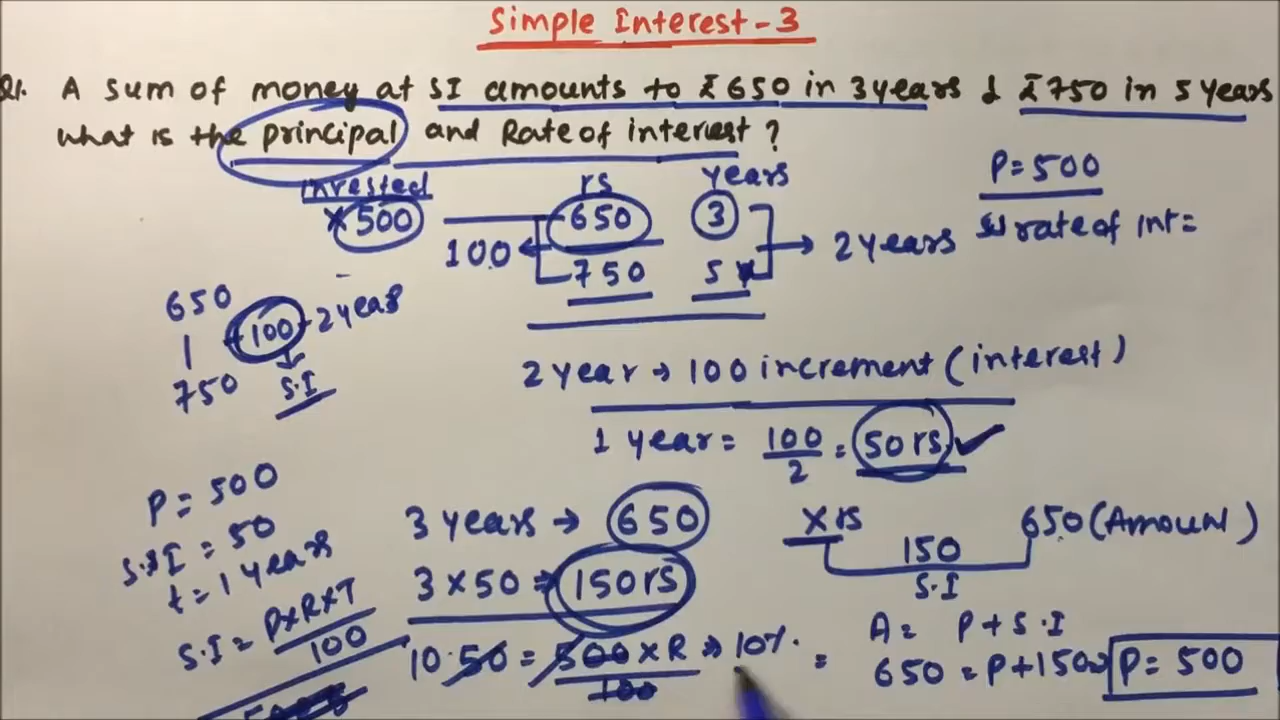 Simple Interest - 3
Q1. A sum of money at SI amounts to ₹650 in 3 years & ₹750 in 5 years
what is the principal and Rate of interest ?
invested rs years
x 500 650 3
100 750 5
2 years
P = 500
rate of Int =
650
+100 → 2 years
750
S.I
2 year → 100 increment (interest)
1 year = 100/2 = 50 rs
3 years → 650
3 × 50 = 150 rs
10 50 = 500 × R / 100 → 10%.
P = 500
S.I = 50
t = 1 years
S.I = P×R×T / 100
X rs 650 (Amount)
150
S.I
A = P + S.I
= 650 = P + 150
P = 500